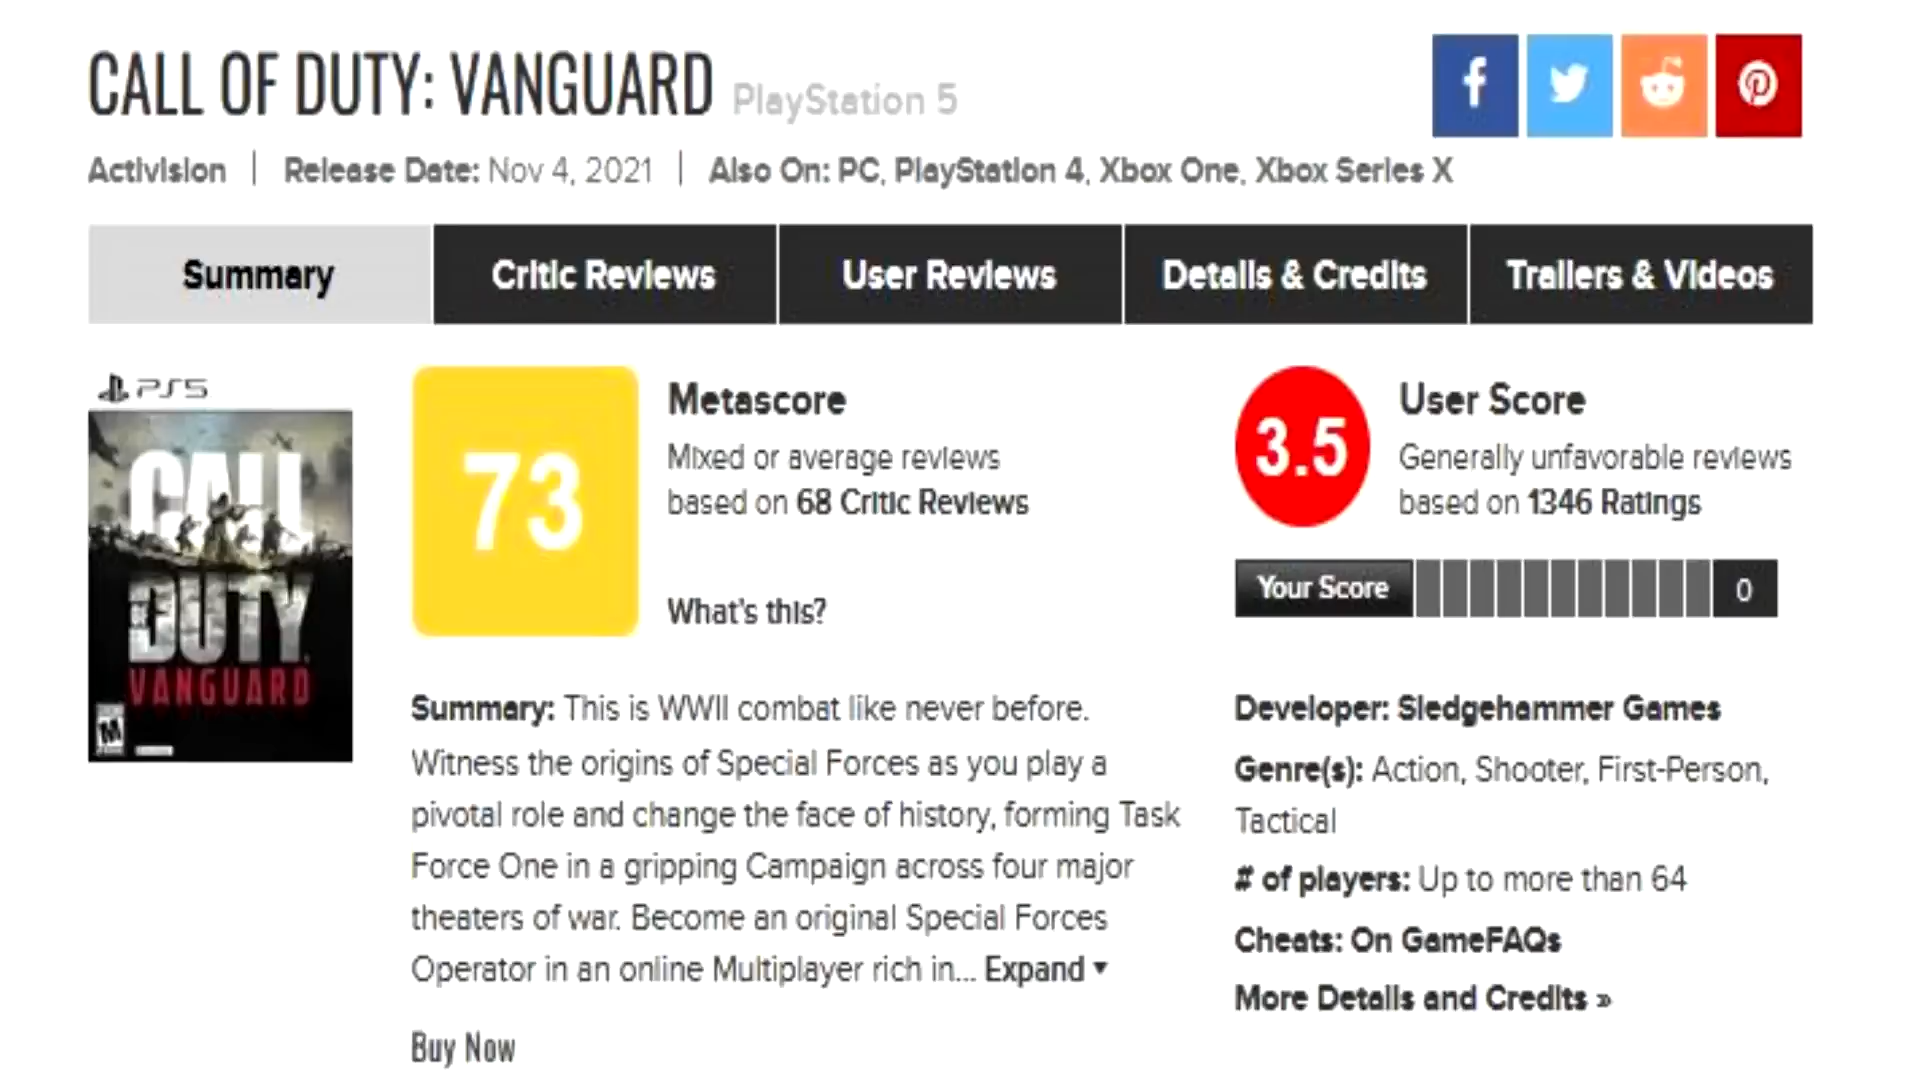 CALL OF DUTY: VANGUARD PlayStation 5
Activision | Release Date: Nov 4, 2021 | Also On: PC, PlayStation 4, Xbox One, Xbox Series X
Summary Critic Reviews User Reviews Details & Credits Trailers & Videos
PS5
CALL
OF
DUTY
VANGUARD
M
73
Metascore
Mixed or average reviews
based on 68 Critic Reviews
What's this?
3.5
User Score
Generally unfavorable reviews
based on 1346 Ratings
Your Score 0
Summary: This is WWII combat like never before.
Witness the origins of Special Forces as you play a
pivotal role and change the face of history, forming Task
Force One in a gripping Campaign across four major
theaters of war. Become an original Special Forces
Operator in an online Multiplayer rich in... Expand ▾
Buy Now
Developer: Sledgehammer Games
Genre(s): Action, Shooter, First-Person,
Tactical
# of players: Up to more than 64
Cheats: On GameFAQs
More Details and Credits »